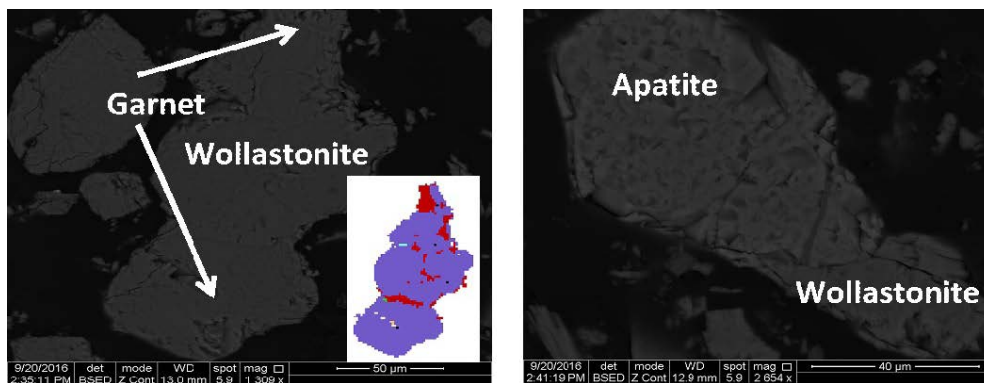 Garnet
Wollastonite
9/20/2016 det mode WD spot mag □ 50 µm
2:35:11 PM BSED Z Cont 13.0 mm 5.9 1 309 x
Apatite
Wollastonite
9/20/2016 det mode WD spot mag □ 40 µm
2:41:19 PM BSED Z Cont 12.9 mm 5.9 2 654 x